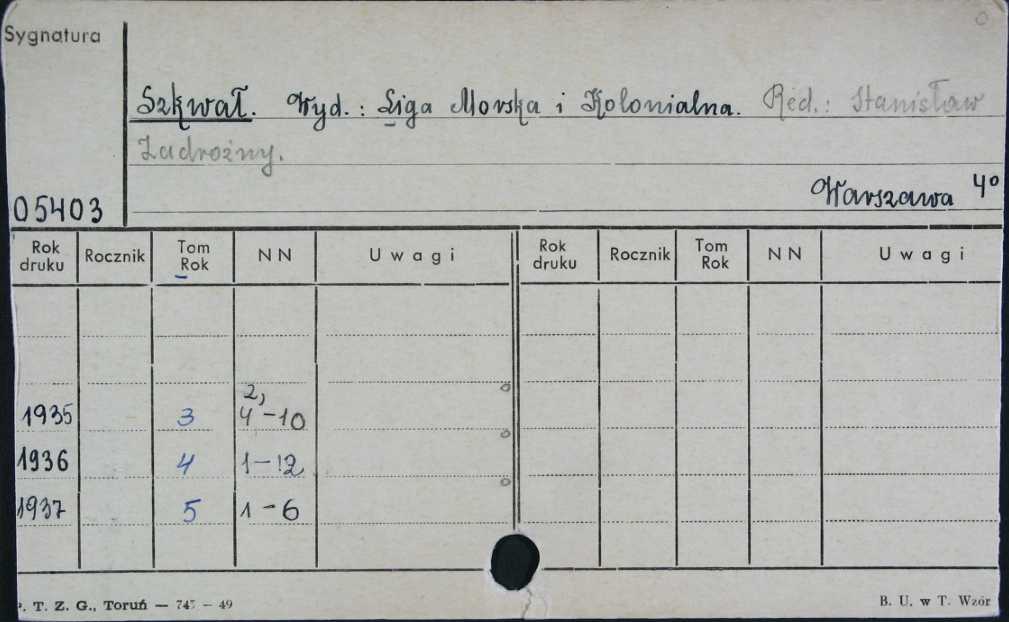 Sygnatura
Szkwał. Wyd.: Liga Morska i Kolonialna. Red.: Stanisław
Zadrożny.
Warszawa 4°
05403
Rok druku Rocznik Tom Rok NN Uwagi Rok druku Rocznik Tom Rok NN Uwagi
2,
1935 3 4-10
1936 4 1-12
1937 5 1-6
. T. Z. G., Toruń — 745 — 49
B. U. w T. Wzór